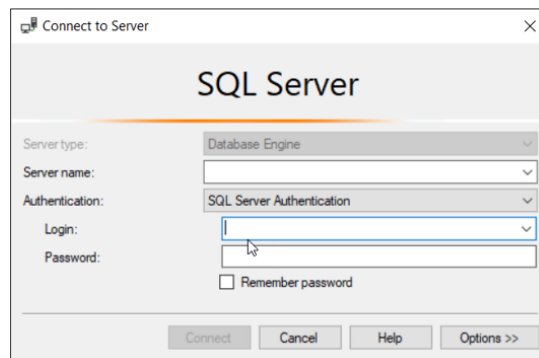 Connect to Server
SQL Server
Server type: Database Engine
Server name:
Authentication: SQL Server Authentication
Login:
Password:
Remember password
Connect Cancel Help Options >>